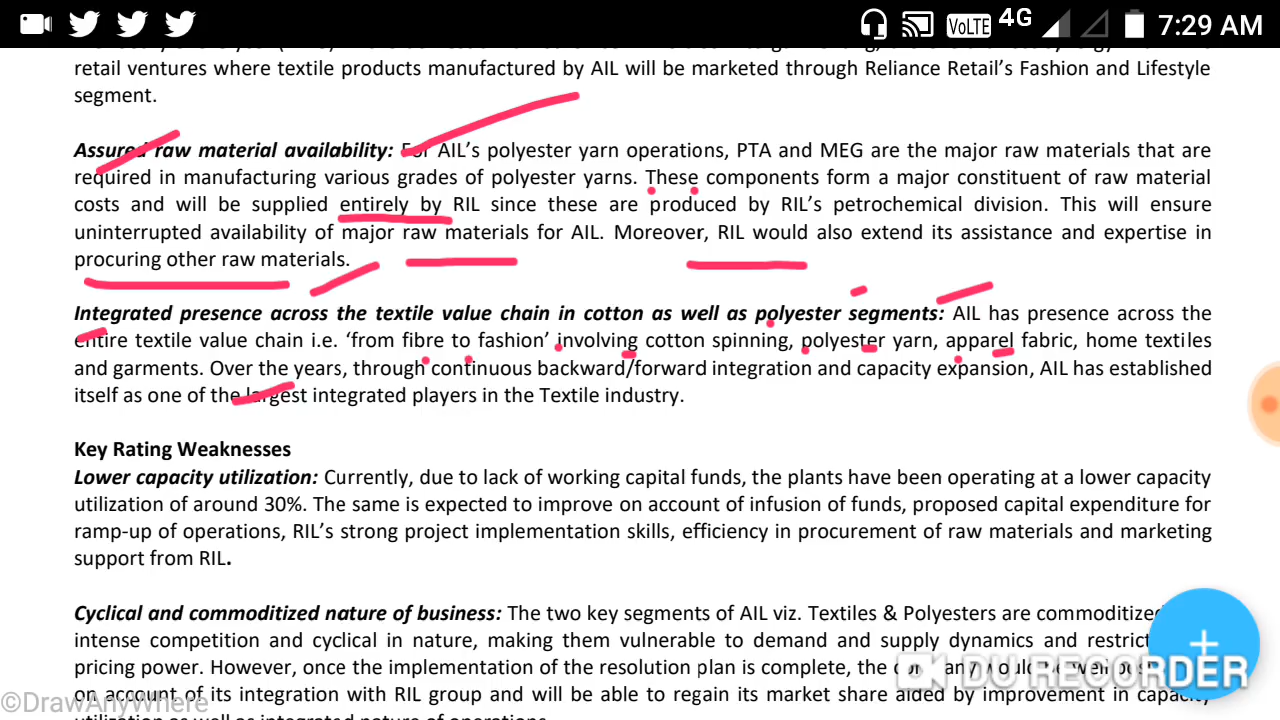 VoLTE 4G 7:29 AM
retail ventures where textile products manufactured by AIL will be marketed through Reliance Retail's Fashion and Lifestyle
segment.
Assured raw material availability: For AIL's polyester yarn operations, PTA and MEG are the major raw materials that are
required in manufacturing various grades of polyester yarns. These components form a major constituent of raw material
costs and will be supplied entirely by RIL since these are produced by RIL's petrochemical division. This will ensure
uninterrupted availability of major raw materials for AIL. Moreover, RIL would also extend its assistance and expertise in
procuring other raw materials.
Integrated presence across the textile value chain in cotton as well as polyester segments: AIL has presence across the
entire textile value chain i.e. 'from fibre to fashion' involving cotton spinning, polyester yarn, apparel fabric, home textiles
and garments. Over the years, through continuous backward/forward integration and capacity expansion, AIL has established
itself as one of the largest integrated players in the Textile industry.
Key Rating Weaknesses
Lower capacity utilization: Currently, due to lack of working capital funds, the plants have been operating at a lower capacity
utilization of around 30%. The same is expected to improve on account of infusion of funds, proposed capital expenditure for
ramp-up of operations, RIL's strong project implementation skills, efficiency in procurement of raw materials and marketing
support from RIL.
Cyclical and commoditized nature of business: The two key segments of AIL viz. Textiles & Polyesters are commoditized
intense competition and cyclical in nature, making them vulnerable to demand and supply dynamics and
pricing power. However, once the implementation of the resolution plan is complete, the
on account of its integration with RIL group and will be able to regain its market share aided by improvement in capacity
DU RECORDER
©DrawAnyWhere